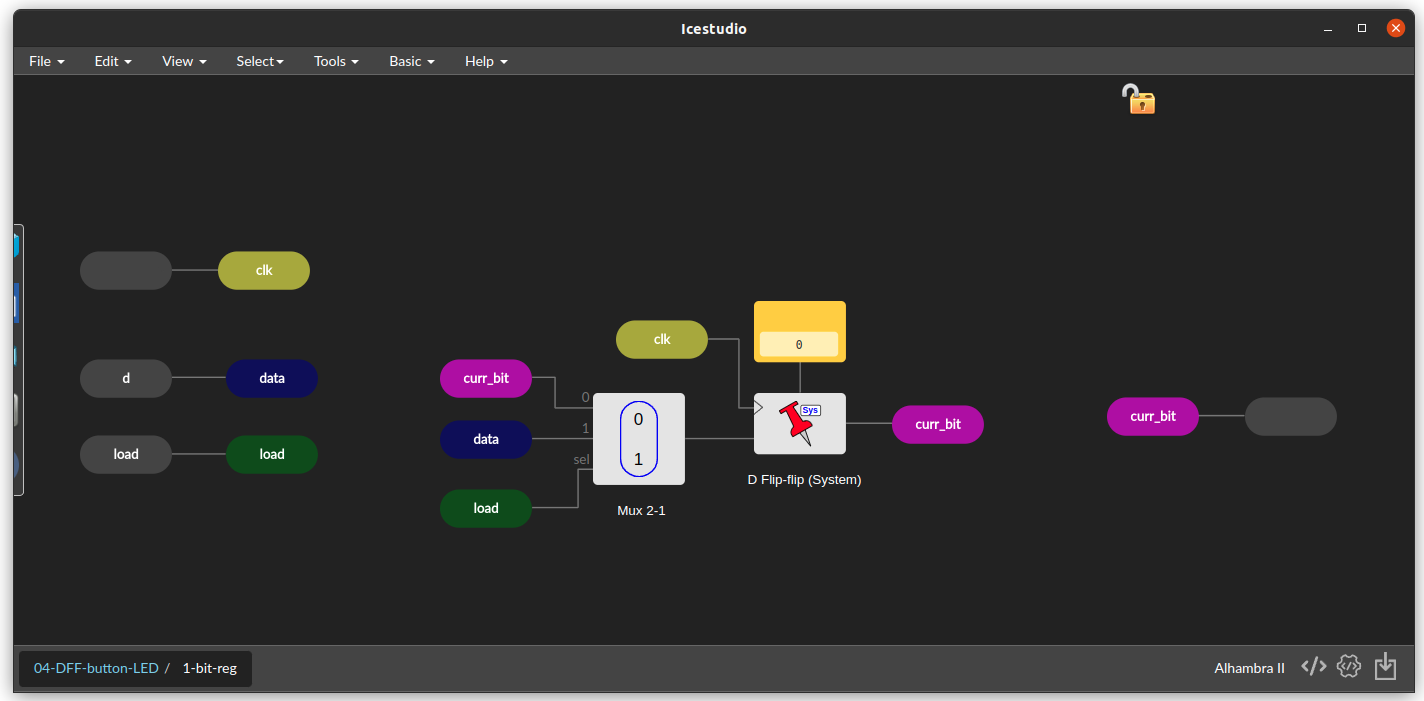 Icestudio
File Edit View Select Tools Basic Help
clk
d data
load load
curr_bit
data
load
clk
0
1
sel
0
1
Mux 2-1
0
Sys
D Flip-flip (System)
curr_bit
curr_bit
04-DFF-button-LED / 1-bit-reg
Alhambra II </> </>